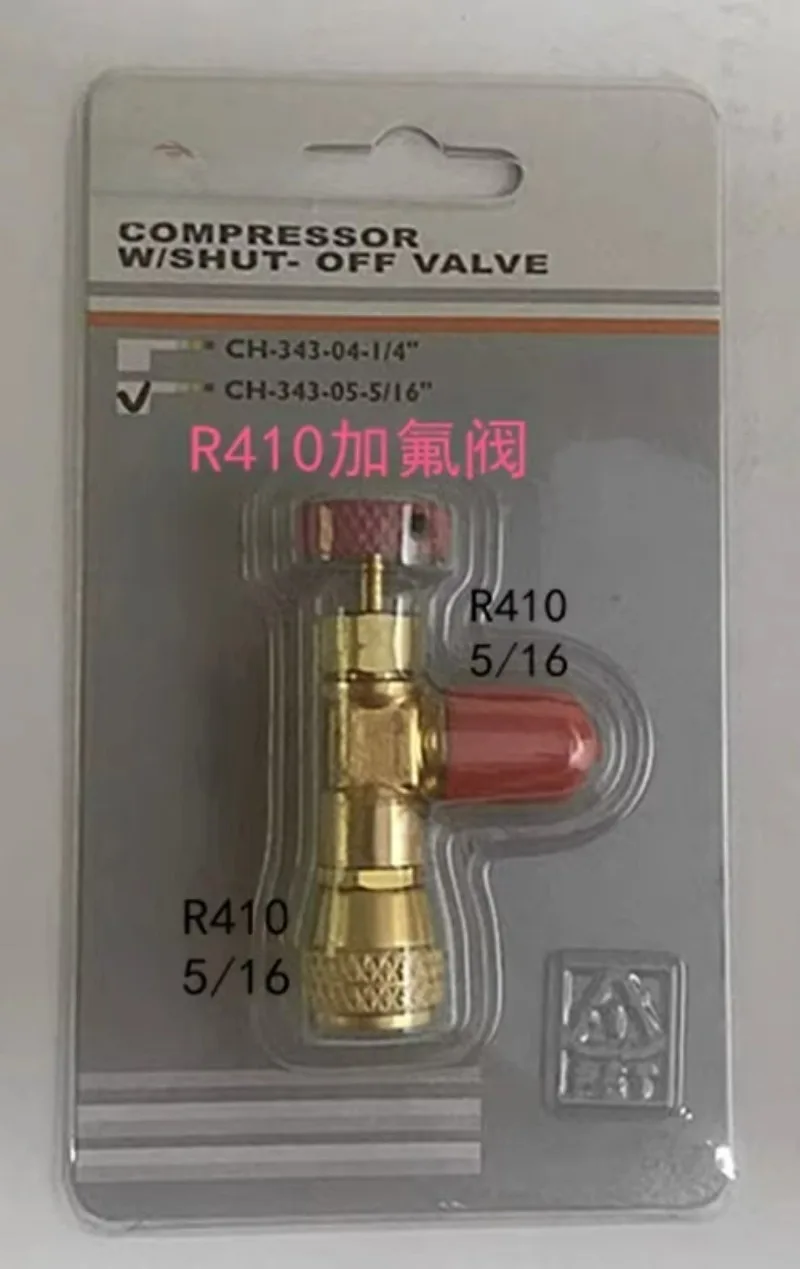 COMPRESSOR
W/SHUT- OFF VALVE
CH-343-04-1/4"
CH-343-05-5/16"
R410加氟阀
R410
5/16
R410
5/16